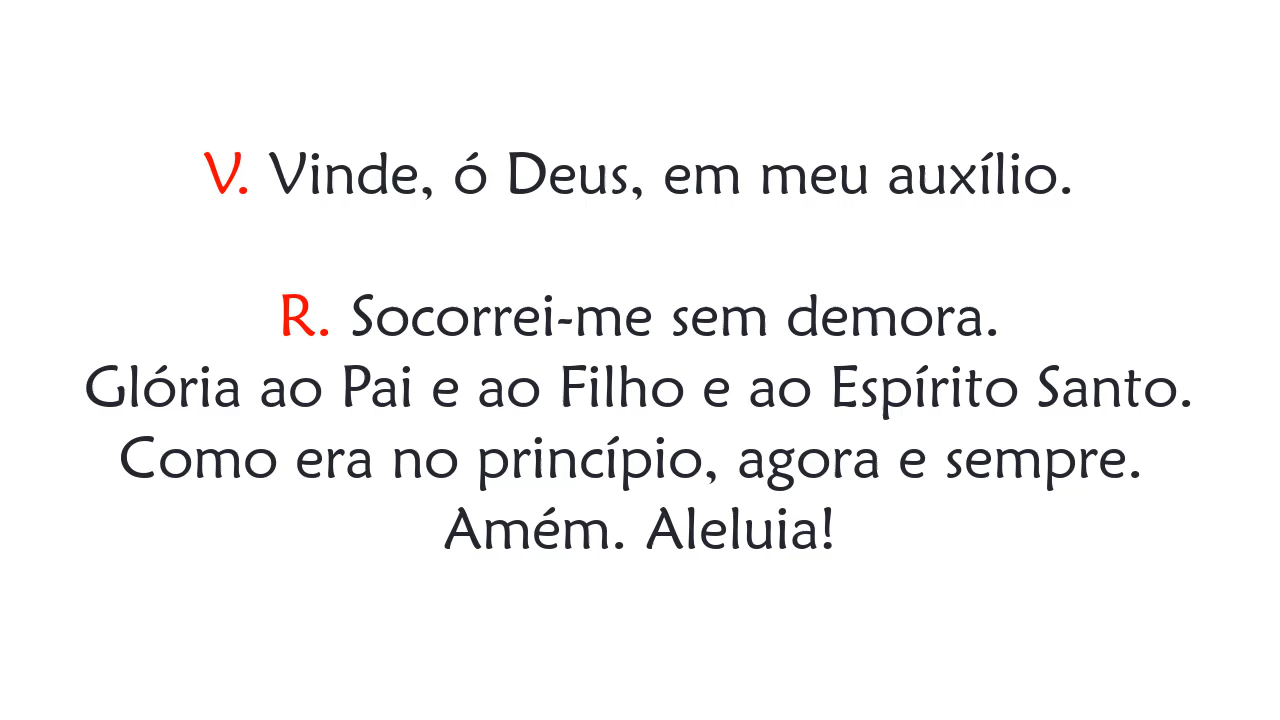 V. Vinde, ó Deus, em meu auxílio.
R. Socorrei-me sem demora.
Glória ao Pai e ao Filho e ao Espírito Santo.
Como era no princípio, agora e sempre.
Amém. Aleluia!